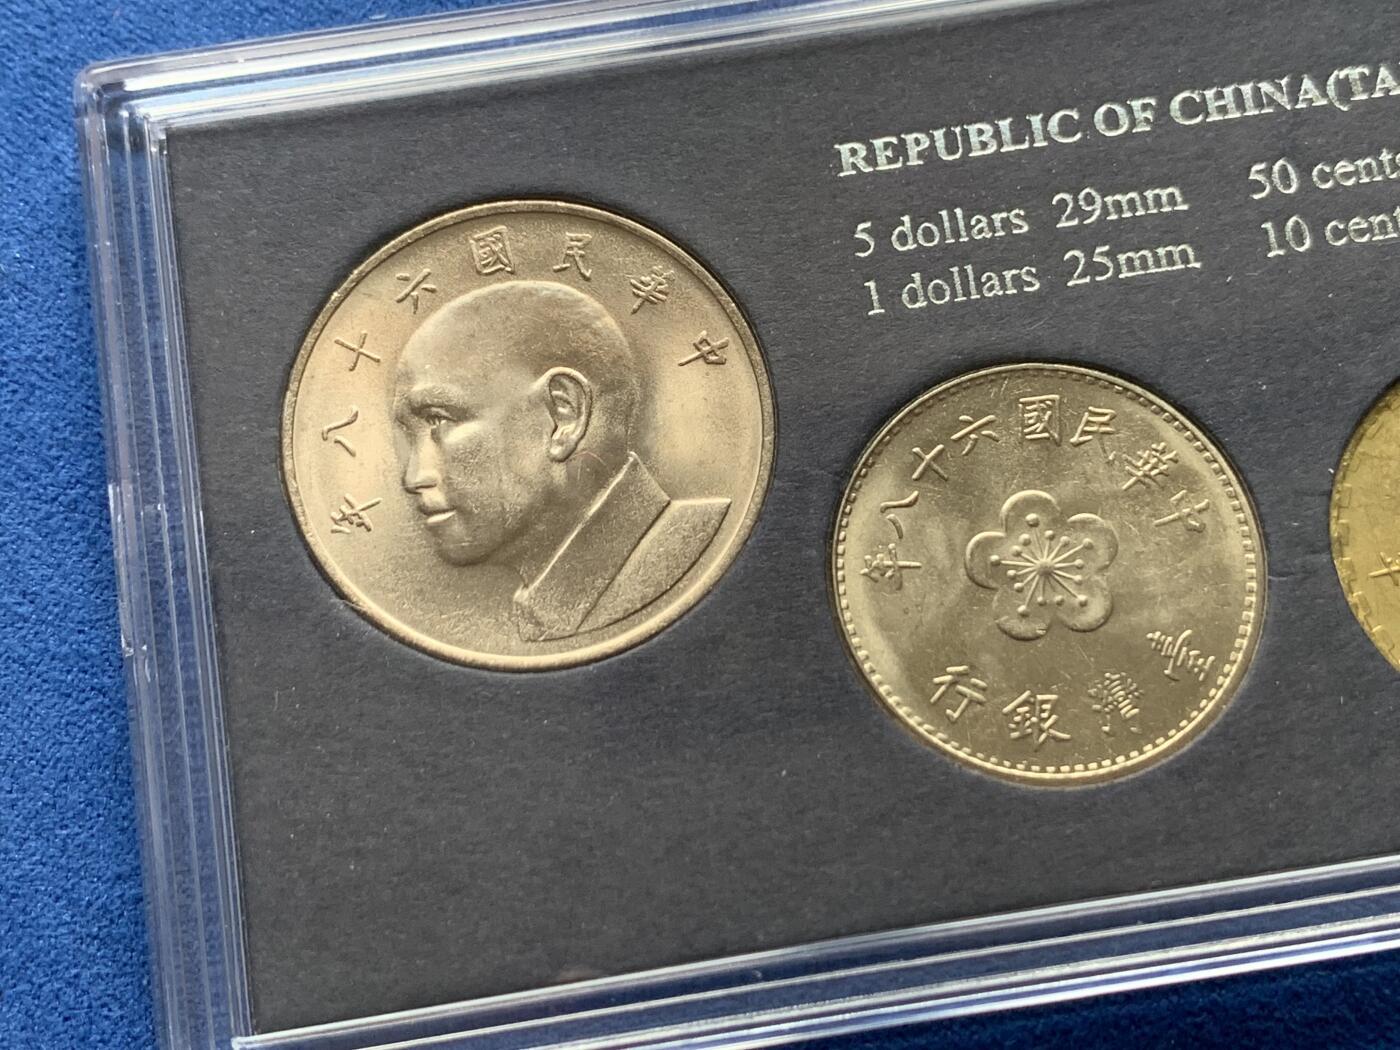 REPUBLIC OF CHINA(TA
5 dollars 29mm 50 cents
1 dollars 25mm 10 cent
中華民國六十八年
中華民國六十八年
臺灣銀行